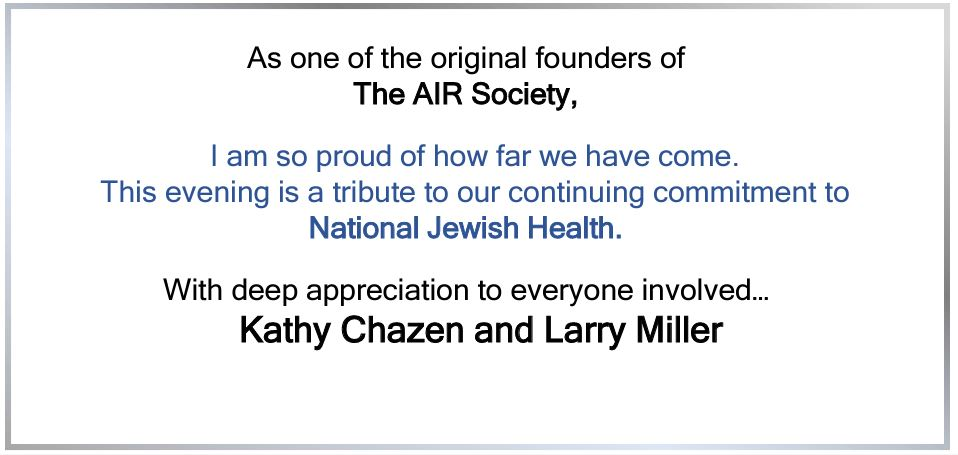 As one of the original founders of
The AIR Society,
I am so proud of how far we have come.
This evening is a tribute to our continuing commitment to
National Jewish Health.
With deep appreciation to everyone involved…
Kathy Chazen and Larry Miller